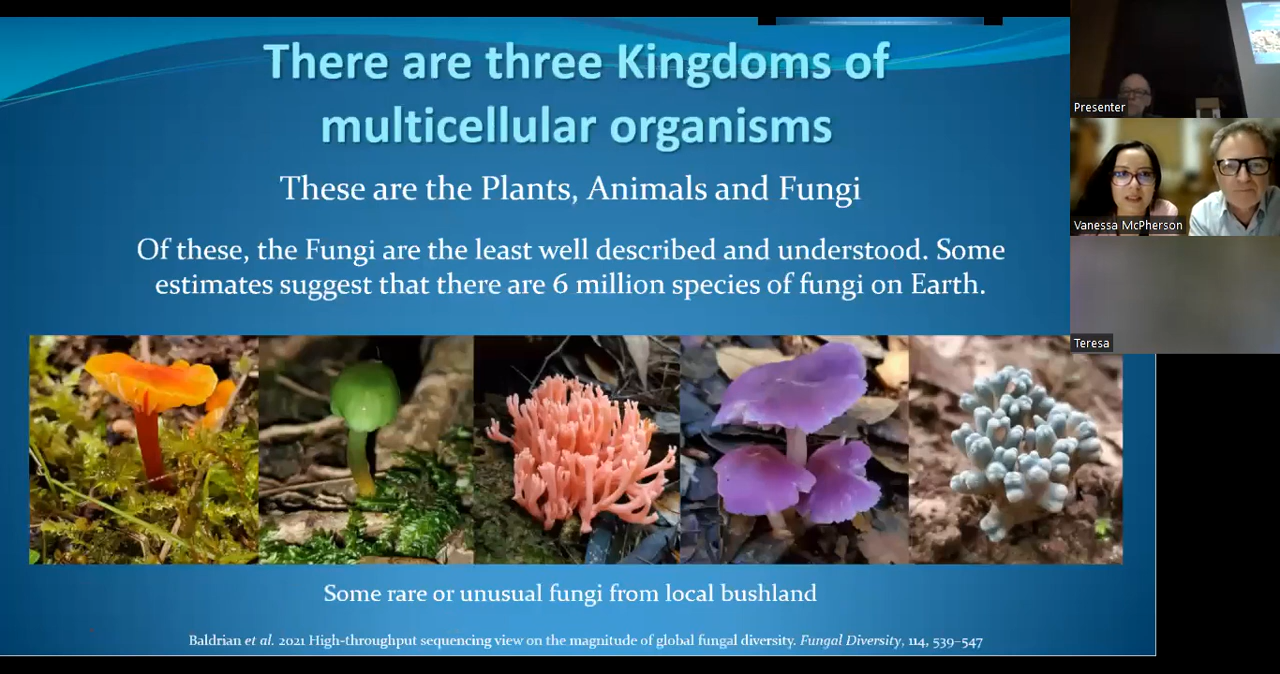 There are three Kingdoms of
multicellular organisms
These are the Plants, Animals and Fungi
Of these, the Fungi are the least well described and understood. Some
estimates suggest that there are 6 million species of fungi on Earth.
Some rare or unusual fungi from local bushland
Baldrian et al. 2021 High-throughput sequencing view on the magnitude of global fungal diversity. Fungal Diversity, 114, 539–547
Presenter
Vanessa McPherson
Teresa